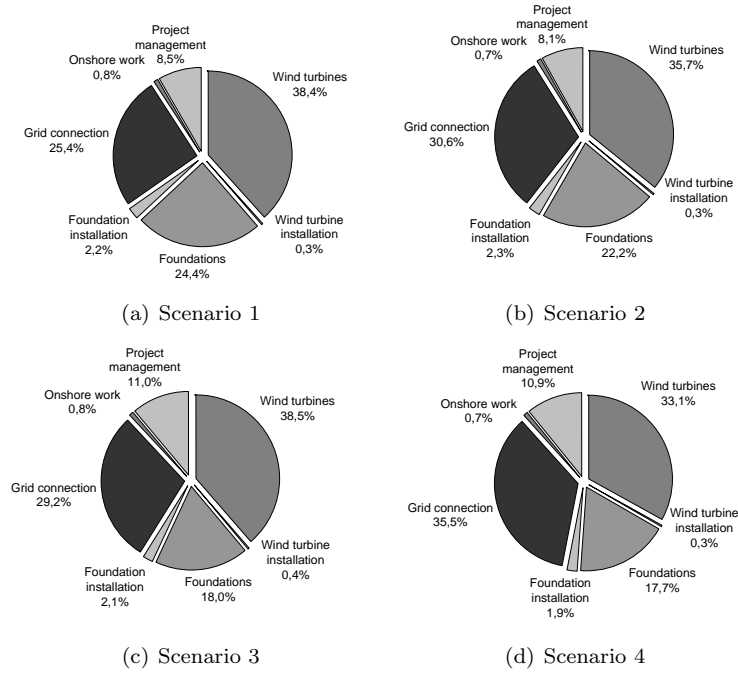 Project
management
8,5%
Onshore work
0,8%
Wind turbines
38,4%
Grid connection
25,4%
Foundation
installation
2,2%
Foundations
24,4%
Wind turbine
installation
0,3%
(a) Scenario 1
Project
management
8,1%
Onshore work
0,7%
Wind turbines
35,7%
Grid connection
30,6%
Wind turbine
installation
0,3%
Foundation
installation
2,3%
Foundations
22,2%
(b) Scenario 2
Project
management
11,0%
Onshore work
0,8%
Wind turbines
38,5%
Grid connection
29,2%
Foundation
installation
2,1%
Foundations
18,0%
Wind turbine
installation
0,4%
(c) Scenario 3
Project
management
10,9%
Onshore work
0,7%
Wind turbines
33,1%
Grid connection
35,5%
Wind turbine
installation
0,3%
Foundation
installation
1,9%
Foundations
17,7%
(d) Scenario 4